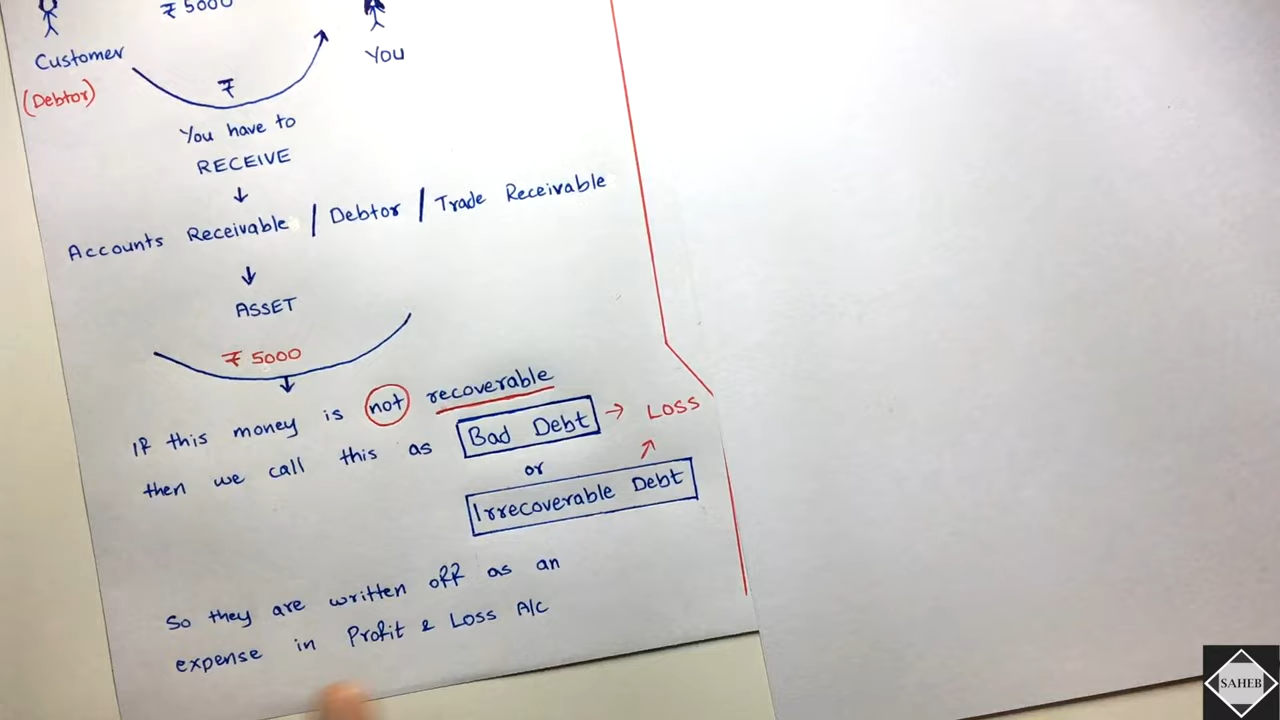 ₹ 5000
Customer
You
(Debtor)
₹
You have to
RECEIVE
Accounts Receivable / Debtor / Trade Receivable
ASSET
₹ 5000
If this money is not recoverable
then we call this as Bad Debt → LOSS
or
Irrecoverable Debt
So they are written off as an
expense in Profit & Loss A/C
SAHEB